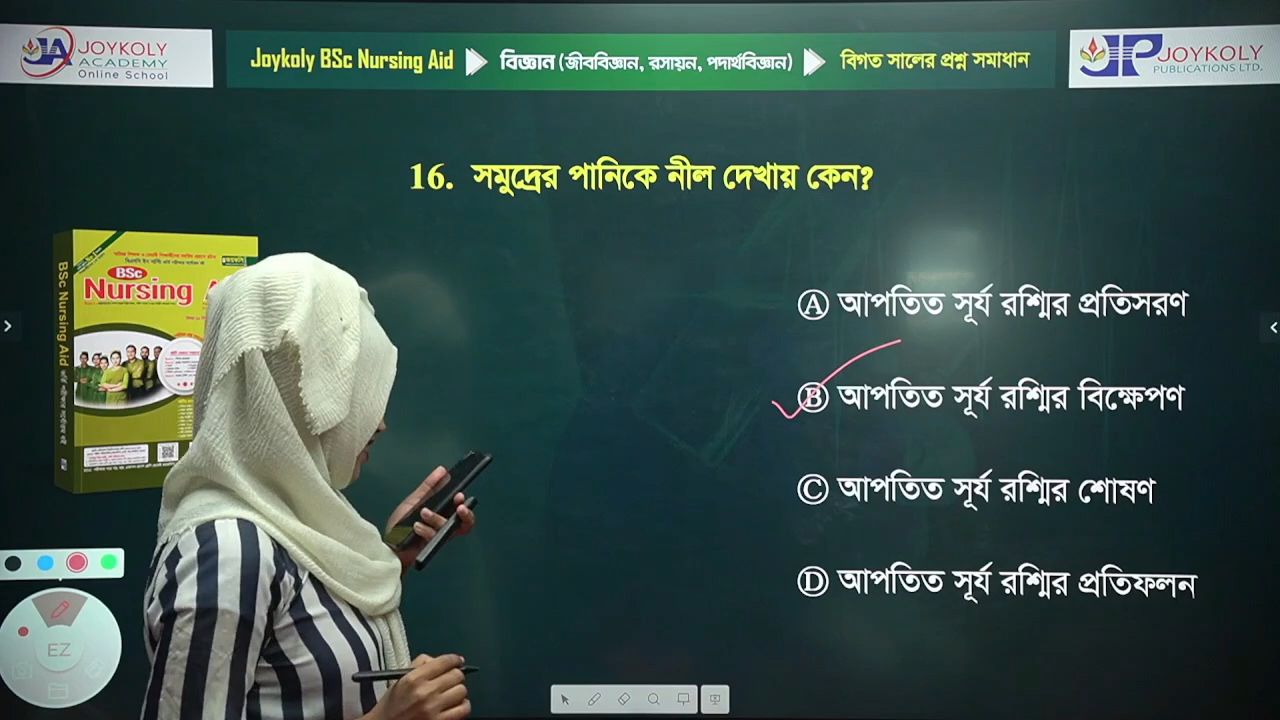 JA JOYKOLY
ACADEMY
Online School
Joykoly BSc Nursing Aid
বিজ্ঞান (জীববিজ্ঞান, রসায়ন, পদার্থবিজ্ঞান)
বিগত সালের প্রশ্ন সমাধান
JP JOYKOLY
PUBLICATIONS LTD.
16. সমুদ্রের পানিকে নীল দেখায় কেন?
BSc
Nursing
BSc Nursing Aid
Ⓐ আপতিত সূর্য রশ্মির প্রতিসরণ
Ⓑ আপতিত সূর্য রশ্মির বিক্ষেপণ
Ⓒ আপতিত সূর্য রশ্মির শোষণ
Ⓓ আপতিত সূর্য রশ্মির প্রতিফলন
EZ